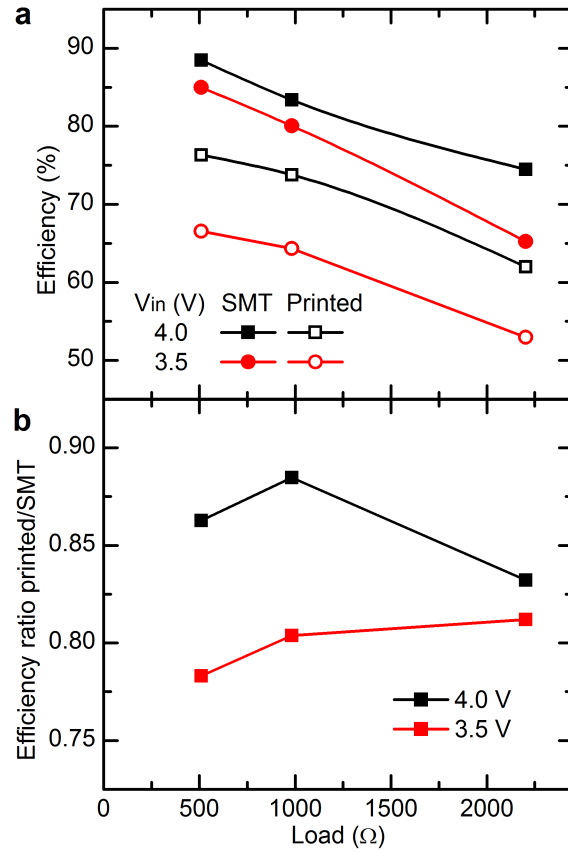 a
90
80
70
60
50
Efficiency (%)
Vin (V) SMT Printed
4.0
3.5
b
0.90
0.85
0.80
0.75
Efficiency ratio printed/SMT
4.0 V
3.5 V
0 500 1000 1500 2000
Load (Ω)